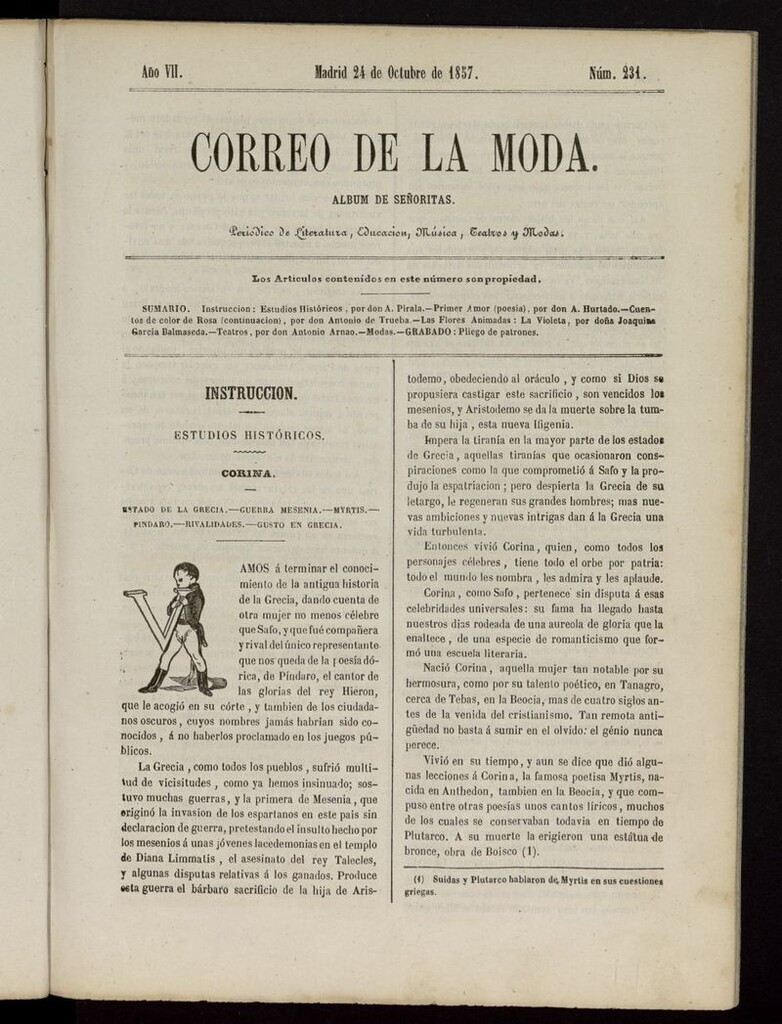 Año VII. Madrid 24 de Octubre de 1857. Núm. 231.
CORREO DE LA MODA.
ALBUM DE SEÑORITAS.
Periódico de Literatura, Educacion, Música, Teatros y Modas.
Los Artículos contenidos en este número son propiedad.
SUMARIO. Instruccion: Estudios Históricos, por don A. Pirala.—Primer Amor (poesia), por don A. Hurtado.—Cuen-
tos de color de Rosa (continuacion), por don Antonio de Trueba.—Las Flores Animadas: La Violeta, por doña Joaquina
García Balmaseda.—Teatros, por don Antonio Arnao.—Modas.—GRABADO: Pliego de patrones.
INSTRUCCION.
ESTUDIOS HISTÓRICOS.
CORINA.
ESTADO DE LA GRECIA.—GUERRA MESENIA.—MYRTIS.—
PINDARO.—RIVALIDADES.—GUSTO EN GRECIA.
VAMOS á terminar el conoci-
miento de la antigua historia
de la Grecia, dando cuenta de
otra mujer no menos célebre
que Safo, y que fué compañera
y rival del único representante
que nos queda de la poesía dó-
rica, de Píndaro, el cantor de
las glorias del rey Hieron,
que le acogió en su córte, y tambien de los ciudada-
nos oscuros, cuyos nombres jamás habrian sido co-
nocidos, á no haberlos proclamado en los juegos pú-
blicos.
La Grecia, como todos los pueblos, sufrió multi-
tud de vicisitudes, como ya hemos insinuado; sos-
tuvo muchas guerras, y la primera de Mesenia, que
originó la invasion de los espartanos en este pais sin
declaracion de guerra, pretestando el insulto hecho por
los mesenios á unas jóvenes lacedemonias en el templo
de Diana Limmatis, el asesinato del rey Talecles,
y algunas disputas relativas á los ganados. Produce
esta guerra el bárbaro sacrificio de la hija de Aris-
todemo, obedeciendo al oráculo, y como si Dios se
propusiera castigar este sacrificio, son vencidos los
mesenios, y Aristodemo se da la muerte sobre la tum-
ba de su hija, esta nueva Ifigenia.
Impera la tiranía en la mayor parte de los estados
de Grecia, aquellas tiranías que ocasionaron cons-
piraciones como la que comprometió á Safo y la pro-
dujo la espatriacion; pero despierta la Grecia de su
letargo, le regeneran sus grandes hombres; mas nue-
vas ambiciones y nuevas intrigas dan á la Grecia una
vida turbulenta.
Entonces vivió Corina, quien, como todos los
personajes célebres, tiene todo el orbe por patria:
todo el mundo les nombra, les admira y les aplaude.
Corina, como Safo, pertenece sin disputa á esas
celebridades universales: su fama ha llegado hasta
nuestros dias rodeada de una aureola de gloria que la
enaltece, de una especie de romanticismo que for-
mó una escuela literaria.
Nació Corina, aquella mujer tan notable por su
hermosura, como por su talento poético, en Tanagro,
cerca de Tebas, en la Beocia, mas de cuatro siglos an-
tes de la venida del cristianismo. Tan remota anti-
güedad no basta á sumir en el olvido: el génio nunca
perece.
Vivió en su tiempo, y aun se dice que dió algu-
nas lecciones á Corina, la famosa poetisa Myrtis, na-
cida en Anthedon, tambien en la Beocia, y que com-
puso entre otras poesías unos cantos líricos, muchos
de los cuales se conservaban todavia en tiempo de
Plutarco. A su muerte la erigieron una estátua de
bronce, obra de Boisco (1).
(1) Suidas y Plutarco hablaron de Myrtis en sus cuestiones
griegas.